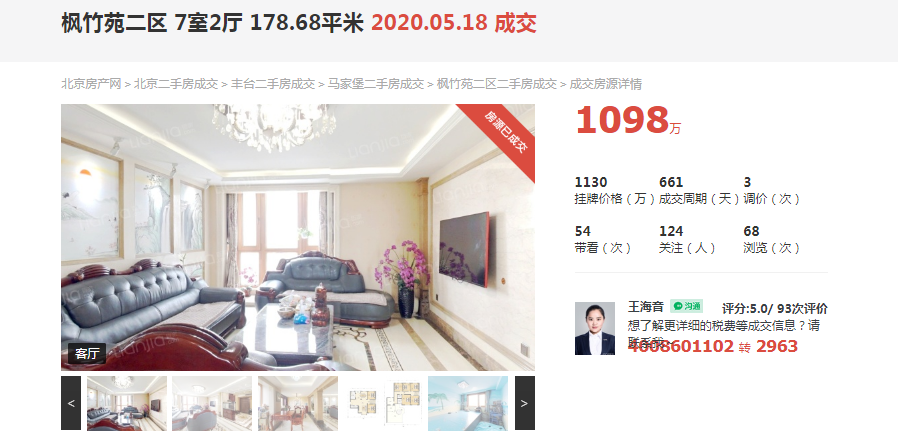 枫竹苑二区 7室2厅 178.68平米 2020.05.18 成交
北京房产网 > 北京二手房成交 > 丰台二手房成交 > 马家堡二手房成交 > 枫竹苑二区二手房成交 > 成交房源详情
房源已成交
客厅
<
>
1098万
1130 661 3
挂牌价格（万）成交周期（天）调价（次）
54 124 68
带看（次） 关注（人） 浏览（次）
王海音 沟通 评分:5.0/ 93次评价
想了解更详细的税费等成交信息？请
联系我
4008601102 转 2963